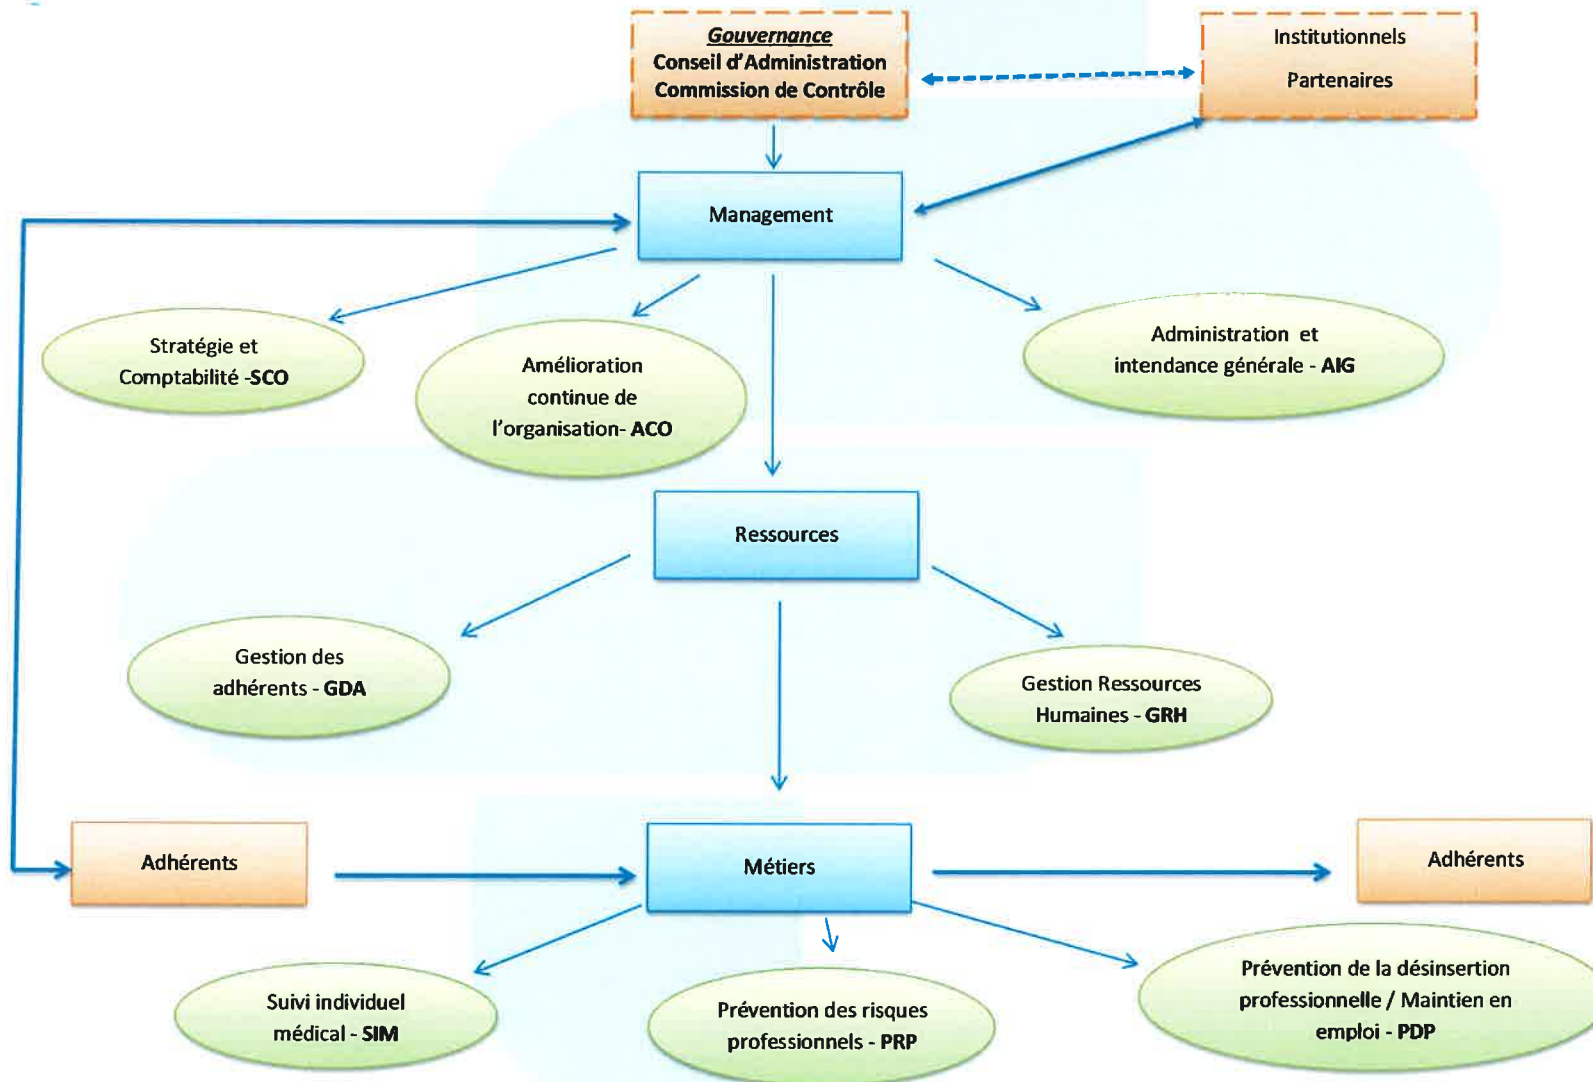 Gouvernance
Conseil d'Administration
Commission de Contrôle
Institutionnels
Partenaires
Management
Stratégie et
Comptabilité -SCO
Amélioration
continue de
l'organisation- ACO
Administration et
intendance générale - AIG
Ressources
Gestion des
adhérents - GDA
Gestion Ressources
Humaines - GRH
Adhérents
Métiers
Adhérents
Suivi individuel
médical - SIM
Prévention des risques
professionnels - PRP
Prévention de la désinsertion
professionnelle / Maintien en
emploi - PDP